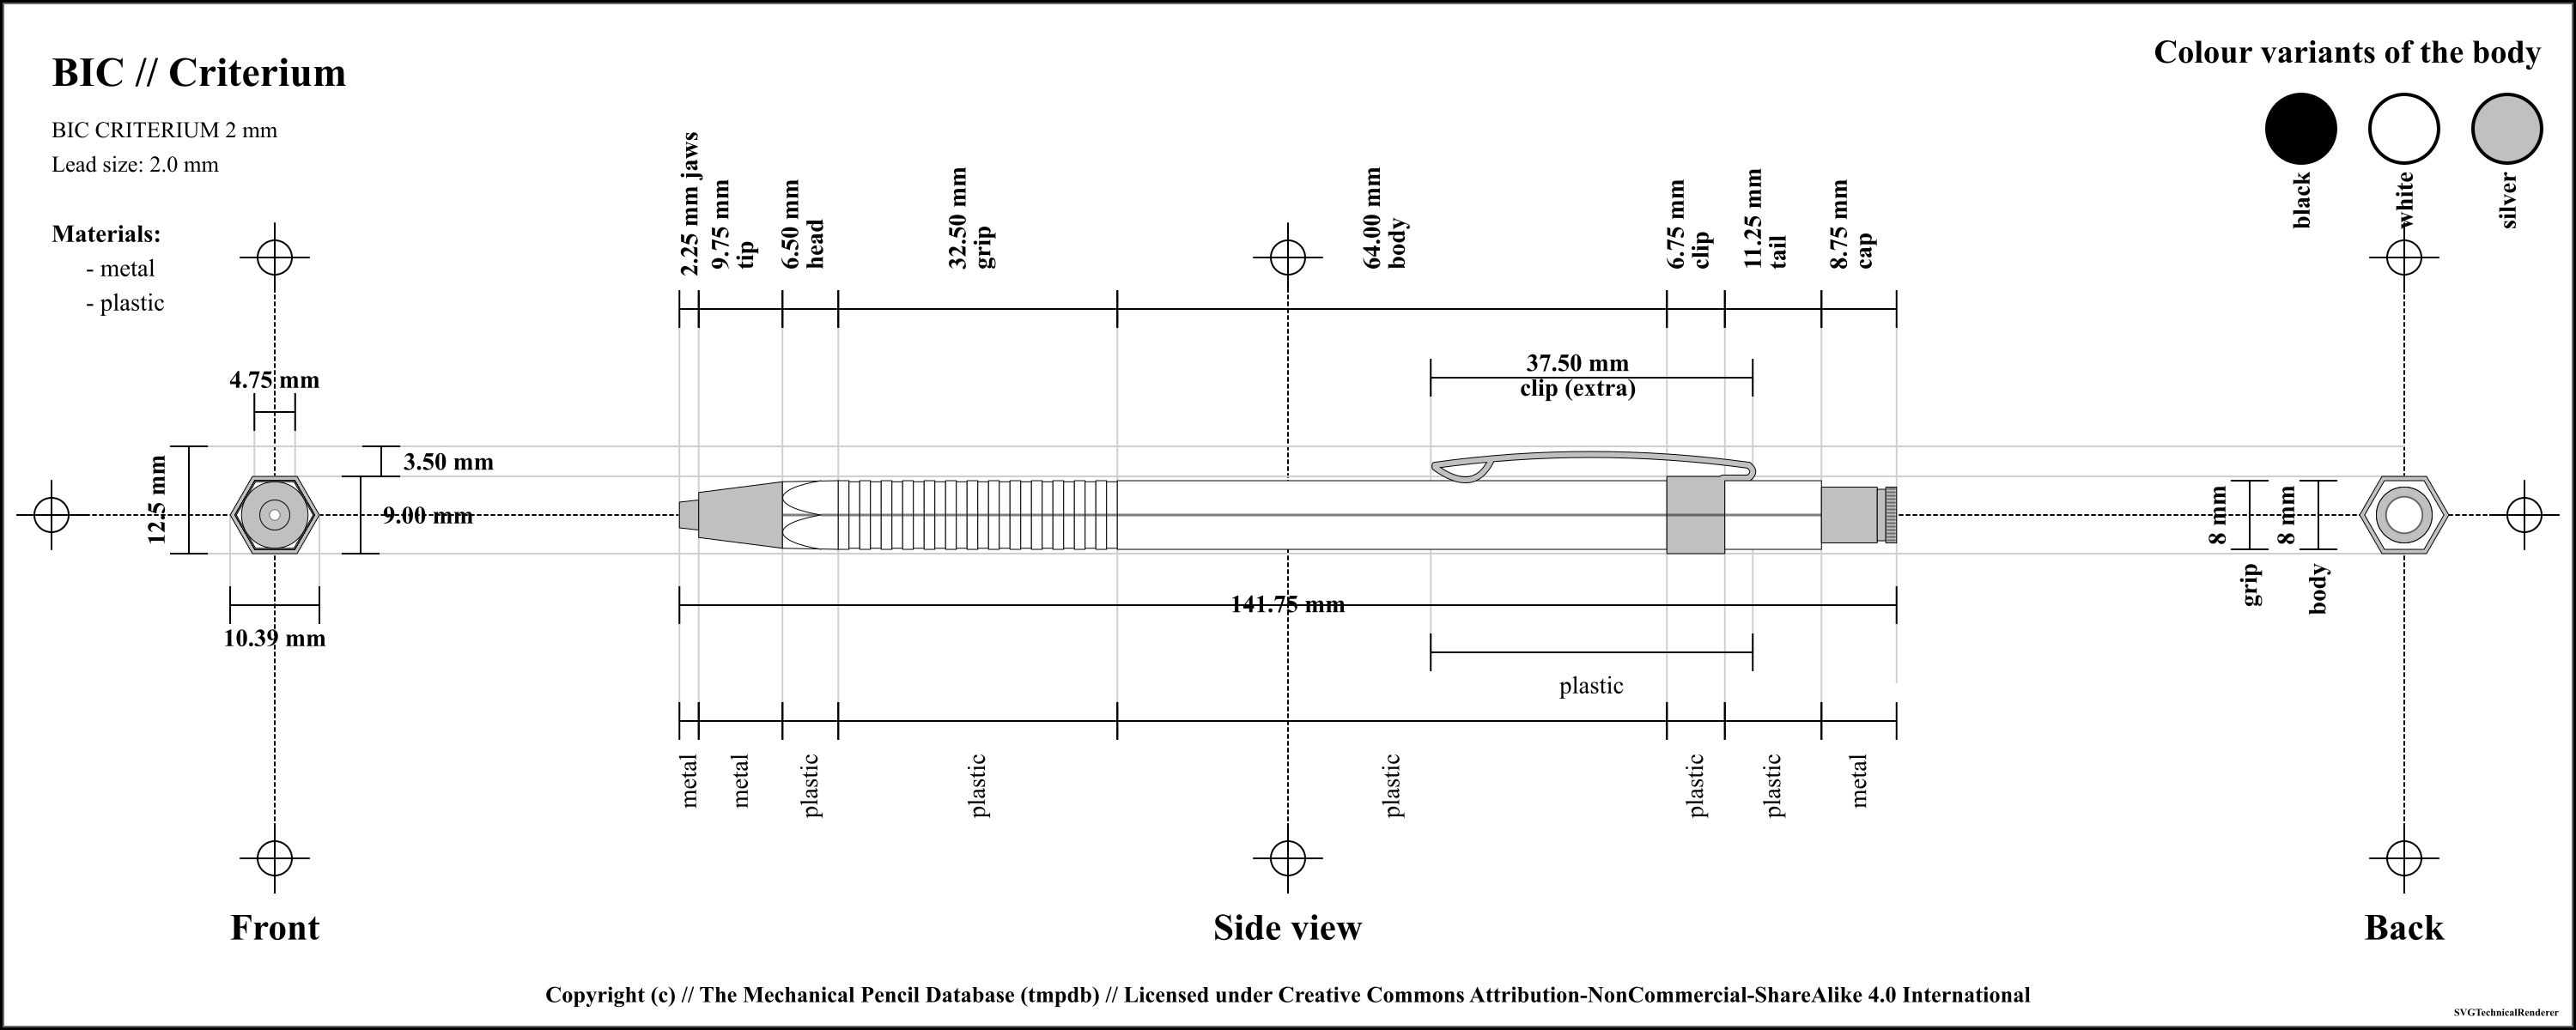 BIC // Criterium
BIC CRITERIUM 2 mm
Lead size: 2.0 mm
Materials:
- metal
- plastic
Colour variants of the body
black
white
silver
2.25 mm jaws
9.75 mm
tip
6.50 mm
head
32.50 mm
grip
64.00 mm
body
6.75 mm
clip
11.25 mm
tail
8.75 mm
cap
37.50 mm
clip (extra)
4.75 mm
12.5 mm
3.50 mm
9.00 mm
10.39 mm
141.75 mm
8 mm
grip
8 mm
body
plastic
metal
metal
plastic
plastic
plastic
plastic
plastic
metal
Front
Side view
Back
Copyright (c) // The Mechanical Pencil Database (tmpdb) // Licensed under Creative Commons Attribution-NonCommercial-ShareAlike 4.0 International
SVGTechnicalRenderer